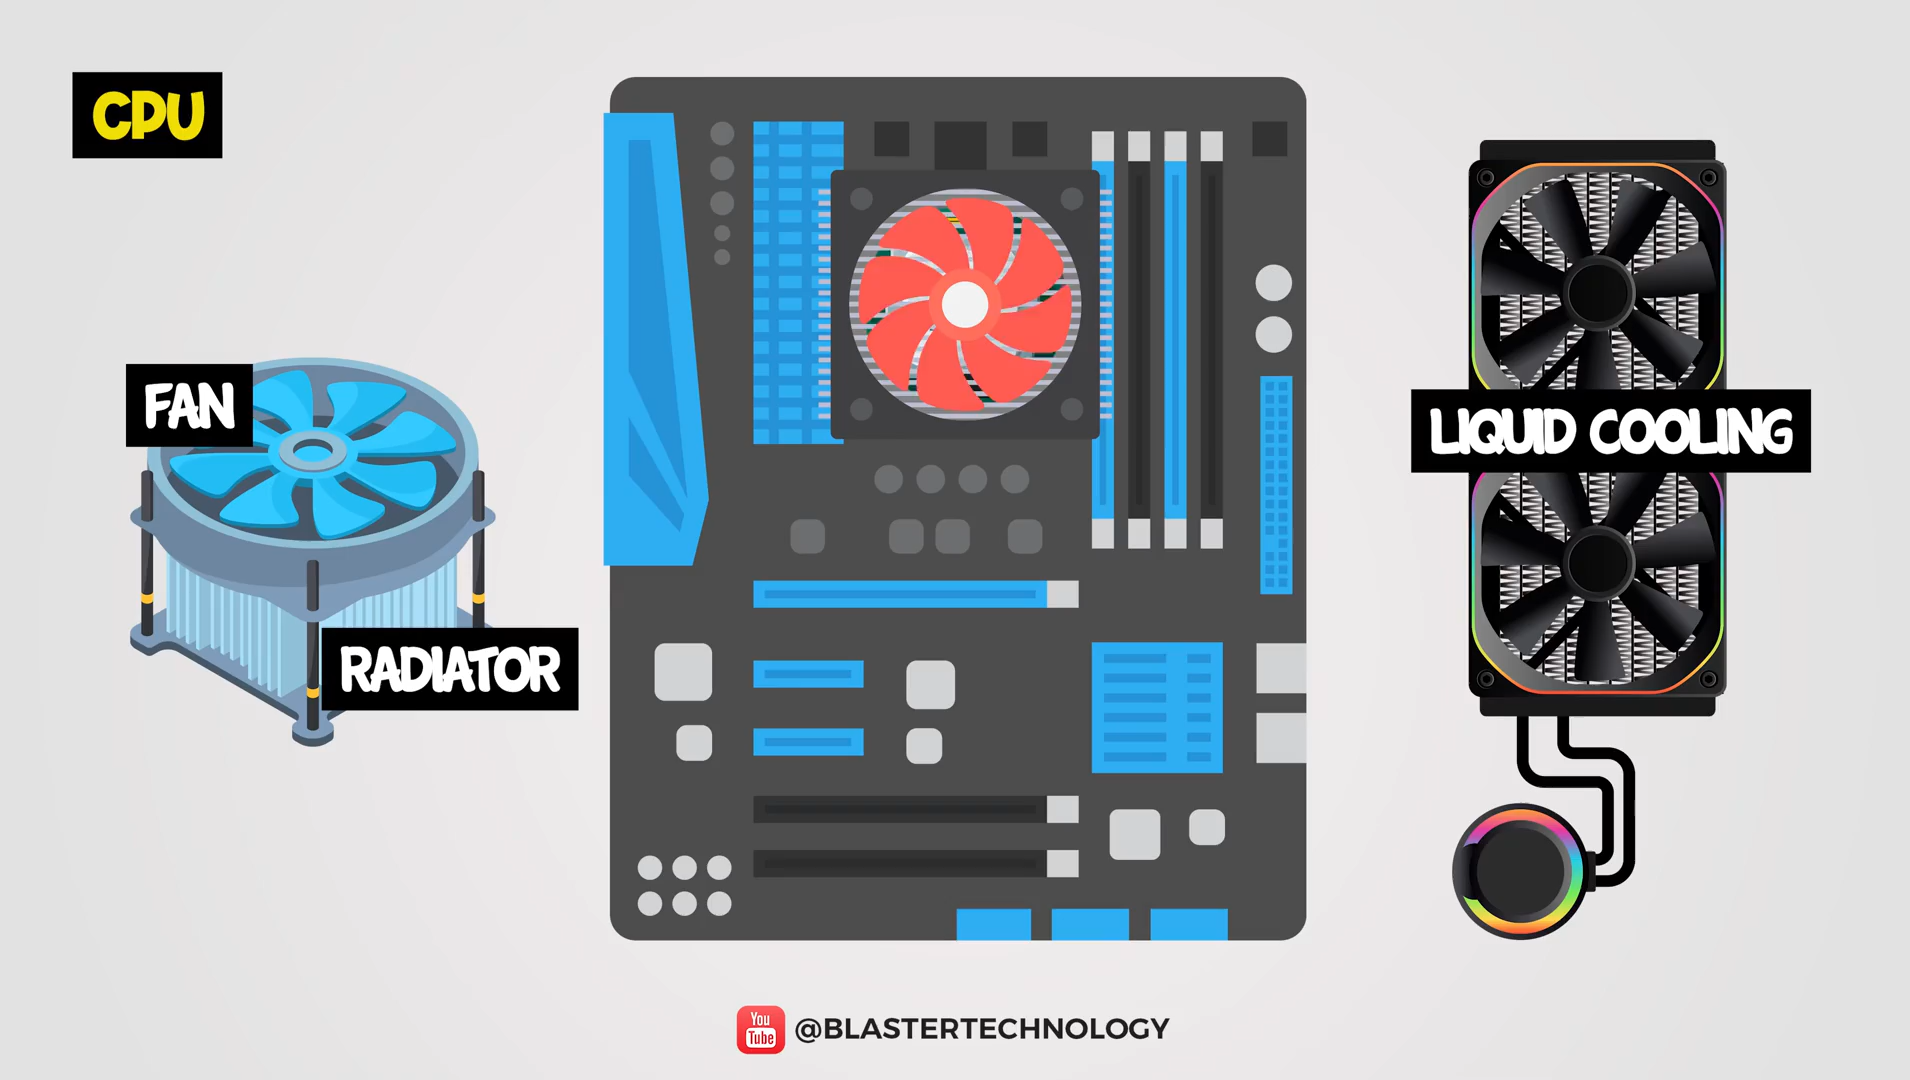 CPU
FAN
RADIATOR
LIQUID COOLING
You
Tube
@BLASTERTECHNOLOGY